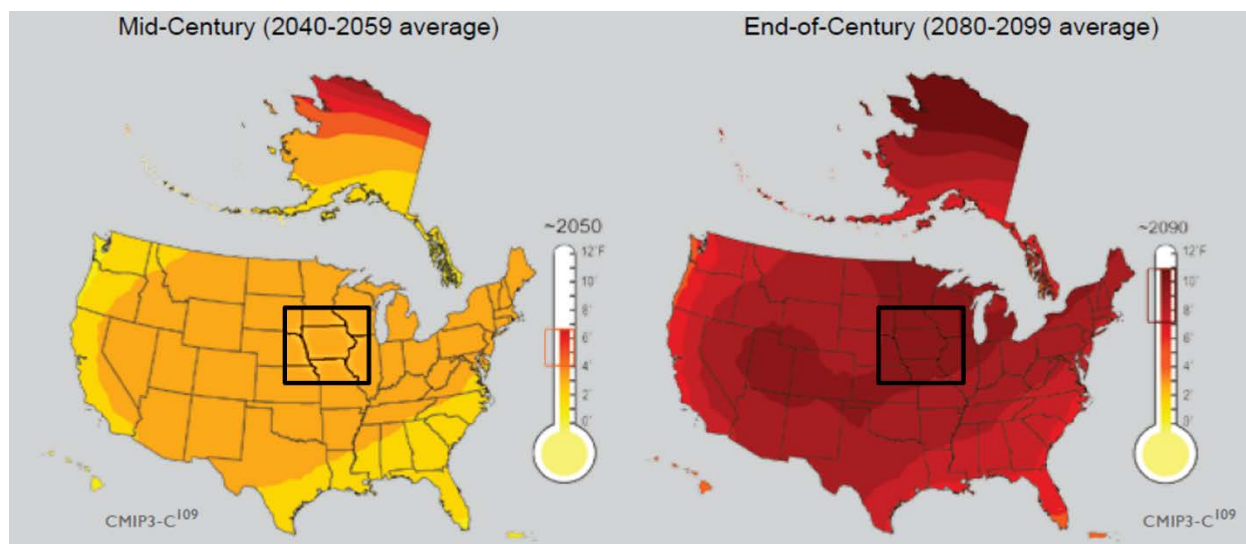 Mid-Century (2040-2059 average)
End-of-Century (2080-2099 average)
~2050
12°F
10°
8°
6°
4°
2°
0°
CMIP3-C109
~2090
12°F
10°
8°
6°
4°
2°
0°
CMIP3-C109